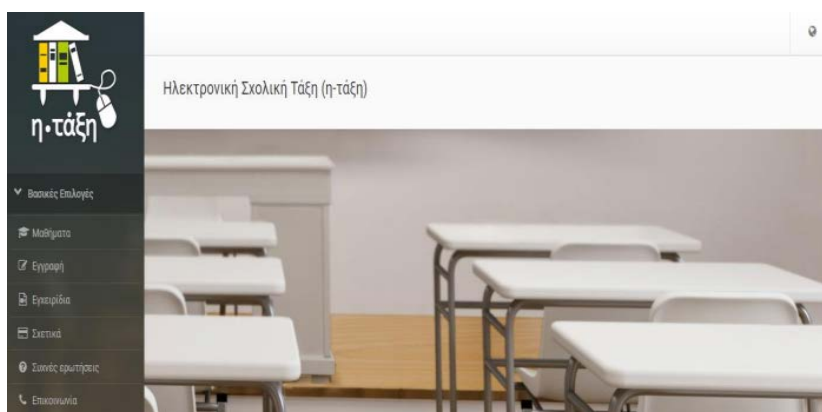 η•τάξη
Ηλεκτρονική Σχολική Τάξη (η-τάξη)
Βασικές Επιλογές
Μαθήματα
Εγγραφή
Εγχειρίδια
Σχετικά
Συχνές ερωτήσεις
Επικοινωνία